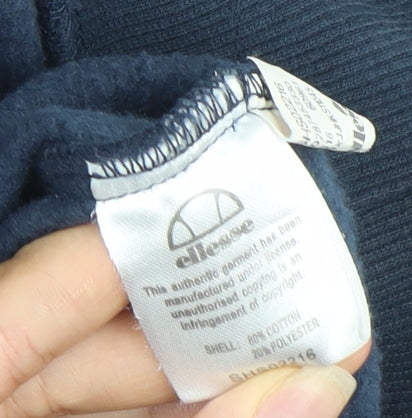 ellesse
This authentic garment has been
manufactured under license.
unauthorised copying is an
infringement of copyright.
SHELL: 80% COTTON
20% POLYESTER
SHS02216